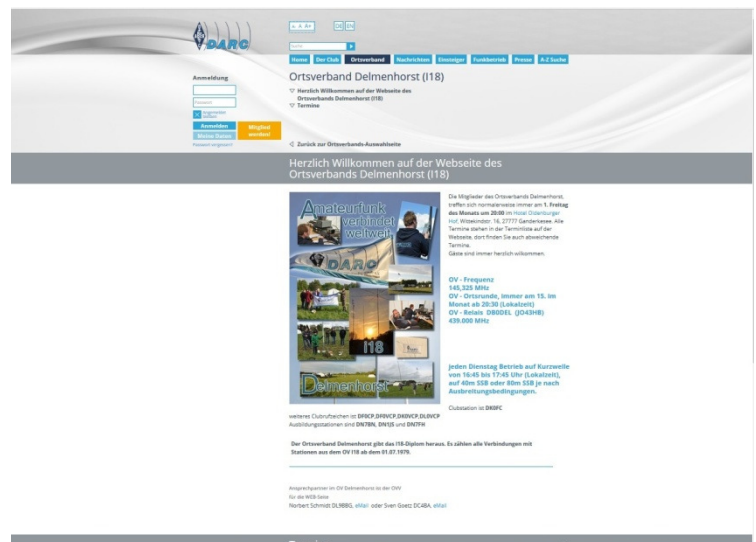 DARC
A- A A+
DE EN
Suche
Home Der Club Ortsverband Nachrichten Einsteiger Funkbetrieb Presse A-Z Suche
Anmeldung
Passwort
Angemeldet bleiben
Anmelden
Meine Daten
Mitglied werden!
Passwort vergessen?
Ortsverband Delmenhorst (I18)
Herzlich Willkommen auf der Webseite des
Ortsverbands Delmenhorst (I18)
Termine
Zurück zur Ortsverbands-Auswahlseite
Herzlich Willkommen auf der Webseite des
Ortsverbands Delmenhorst (I18)
Amateurfunk
verbindet
weltweit
DARC
I18
Delmenhorst
Die Mitglieder des Ortsverbands Delmenhorst,
treffen sich normalerweise immer am 1. Freitag
des Monats um 20:00 im Hotel Oldenburger
Hof, 16, 27777 Ganderkesee. Alle
Termine stehen in der Terminliste auf der
Webseite, dort finden Sie auch abweichende
Termine.
Gäste sind immer herzlich willkommen.
OV - Frequenz
145,325 MHz
OV - Ortsrunde, immer am 15. im
Monat ab 20:30 (Lokalzeit)
OV - Relais DB0DEL (JO43HB)
439.000 MHz
jeden Dienstag Betrieb auf Kurzwelle
von 16:45 bis 17:45 Uhr (Lokalzeit),
auf 40m SSB oder 80m SSB je nach
Ausbreitungsbedingungen.
Clubstation ist DK0FC
weiteres Clubrufzeichen ist DF0CP,DF0VCP,DK0VCP,DL0VCP
Ausbildungsstationen sind DN7BN, DN1JS und DN7FH
Der Ortsverband Delmenhorst gibt das I18-Diplom heraus. Es zählen alle Verbindungen mit
Stationen aus dem OV I18 ab dem 01.07.1979.
Ansprechpartner im OV Delmenhorst ist der OVV
für die WEB-Seite
Norbert Schmidt DL9BBG, eMail oder Sven Goetz DC4BA, eMail